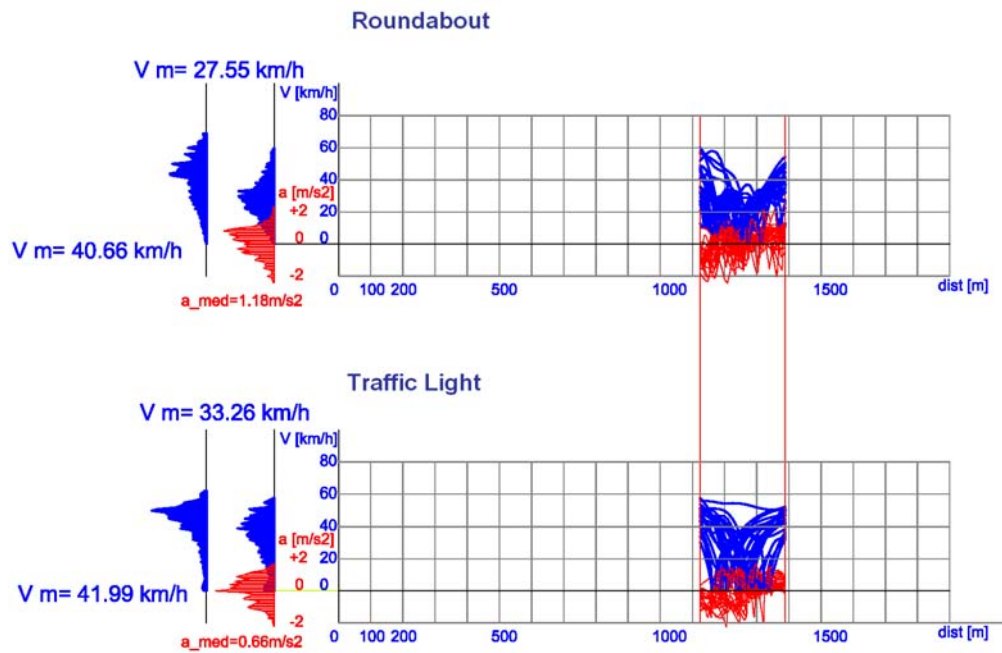 Roundabout
V m= 27.55 km/h
V [km/h]
80
60
40
a [m/s2]
+2 20
0 0
V m= 40.66 km/h
-2
a_med=1.18m/s2
0 100 200 500 1000 1500 dist [m]
Traffic Light
V m= 33.26 km/h
V [km/h]
80
60
40
a [m/s2]
+2 20
0 0
V m= 41.99 km/h
-2
a_med=0.66m/s2
0 100 200 500 1000 1500 dist [m]